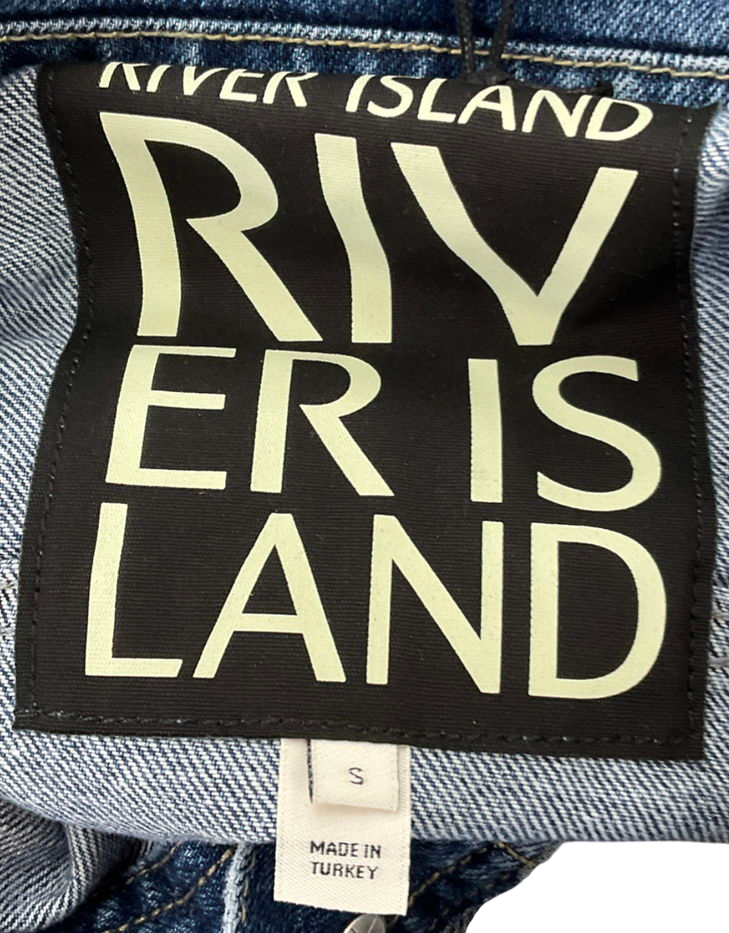 RIVER ISLAND
RIV
ER IS
LAND
S
MADE IN
TURKEY